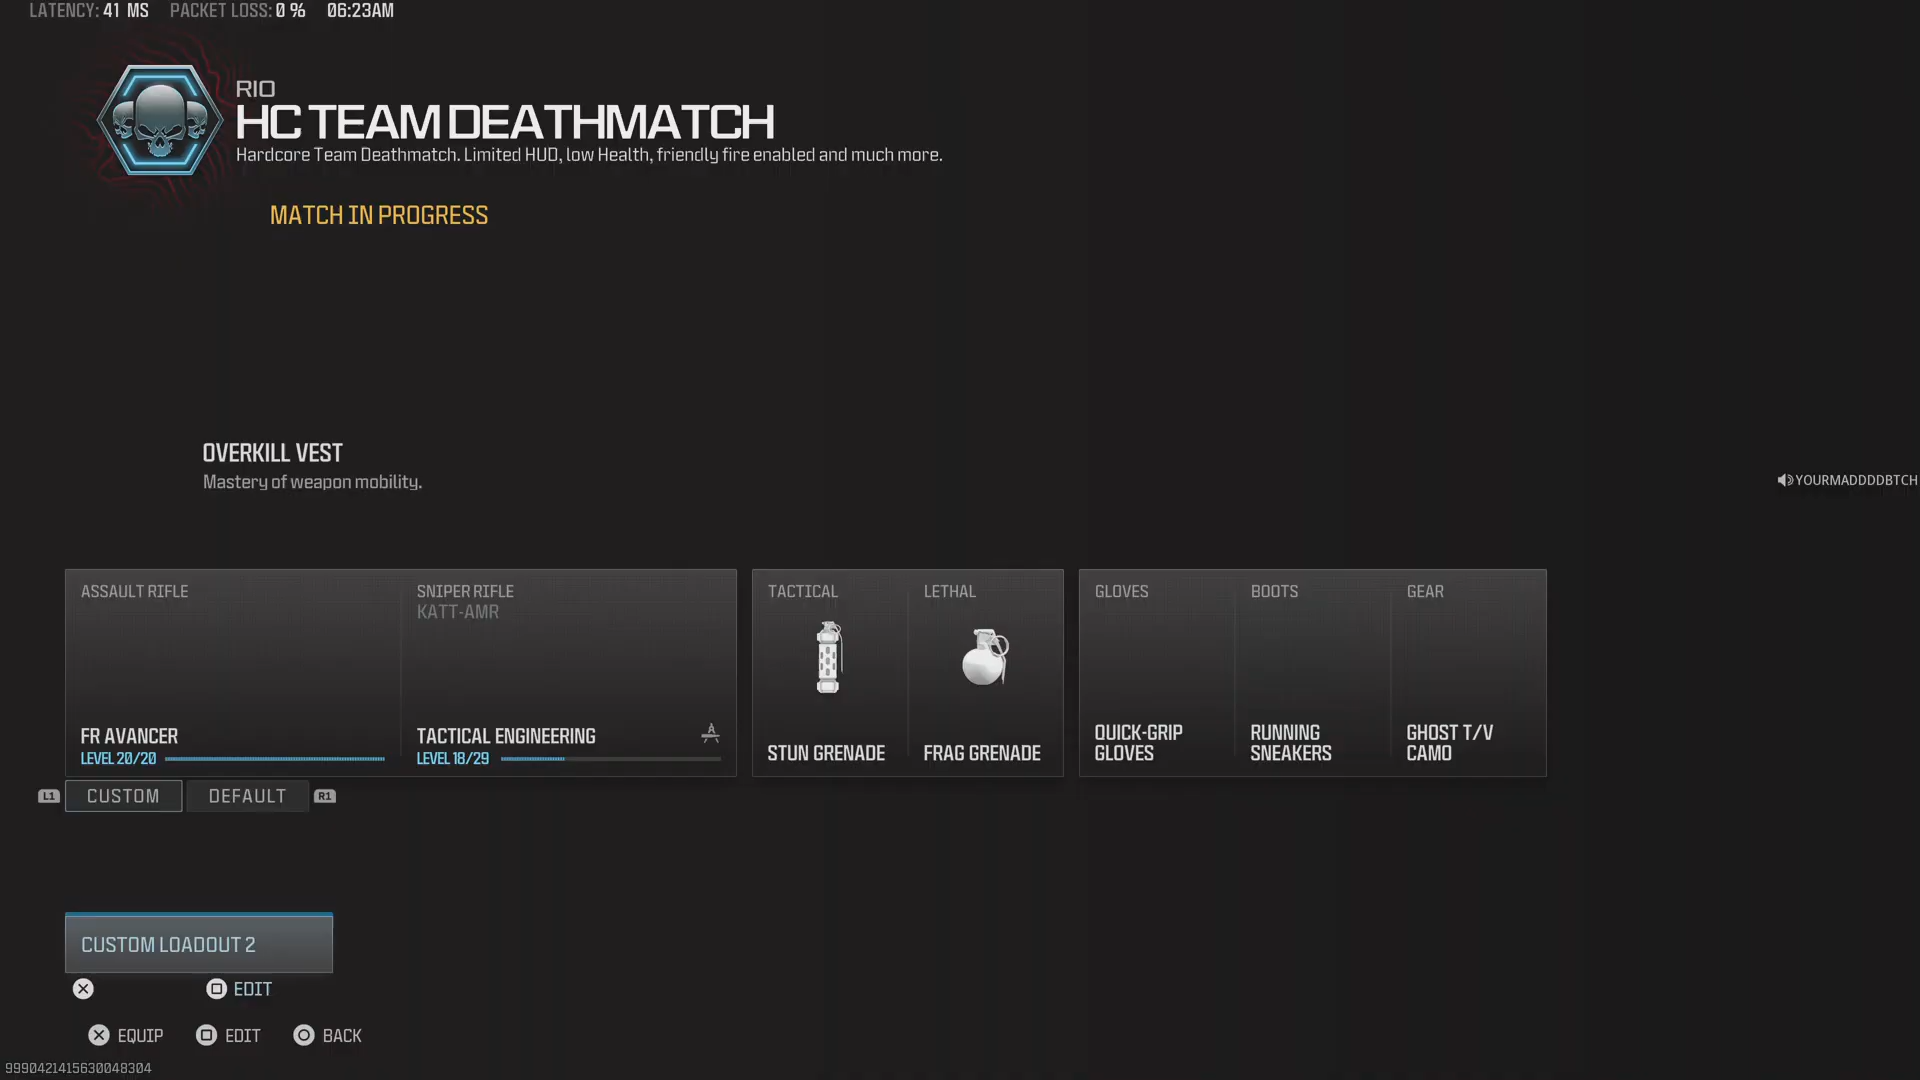 LATENCY: 41 MS PACKET LOSS: 0 % 06:23AM
RIO
HC TEAM DEATHMATCH
Hardcore Team Deathmatch. Limited HUD, low Health, friendly fire enabled and much more.
MATCH IN PROGRESS
OVERKILL VEST
Mastery of weapon mobility.
YOURMADDDDBTCH
ASSAULT RIFLE
FR AVANCER
LEVEL 20/20
SNIPER RIFLE
KATT-AMR
TACTICAL ENGINEERING
LEVEL 18/29
TACTICAL
STUN GRENADE
LETHAL
FRAG GRENADE
GLOVES
QUICK-GRIP
GLOVES
BOOTS
RUNNING
SNEAKERS
GEAR
GHOST T/V
CAMO
L1 CUSTOM DEFAULT R1
CUSTOM LOADOUT 2
EDIT
EQUIP EDIT BACK
9990421415630048304